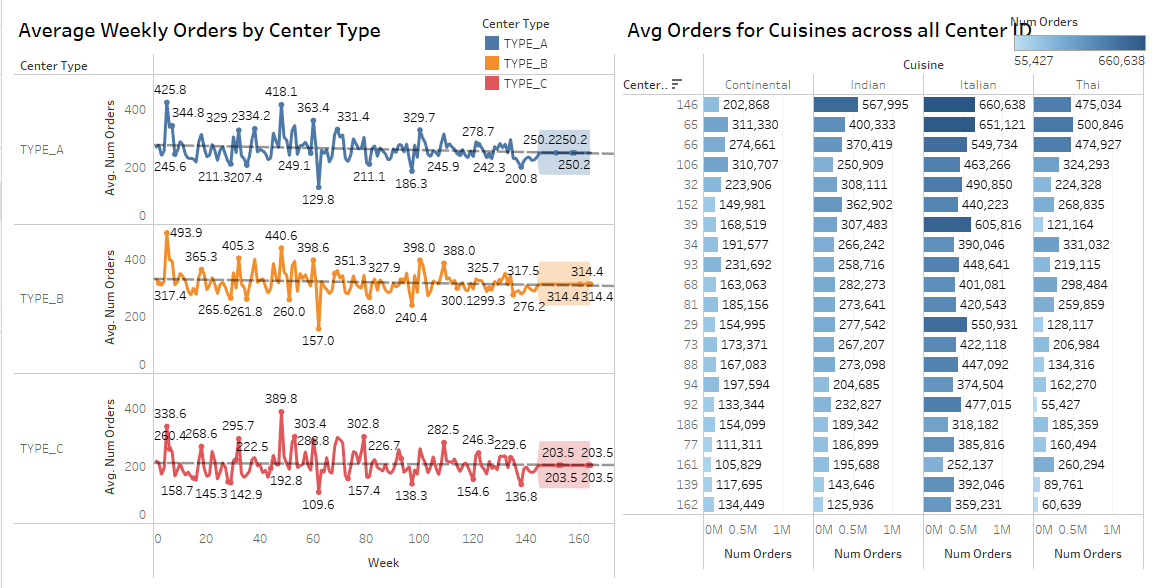 Average Weekly Orders by Center Type
Center Type
TYPE_A
TYPE_B
TYPE_C
Center Type
TYPE_A
Avg. Num Orders
400
200
0
425.8
344.8
329.2
334.2
418.1
363.4
331.4
329.7
278.7
250.2
250.2
245.6
211.3
207.4
249.1
129.8
211.1
186.3
245.9
242.3
200.8
250.2
TYPE_B
Avg. Num Orders
400
200
0
493.9
365.3
405.3
440.6
398.6
351.3
327.9
398.0
388.0
325.7
317.5
314.4
317.4
265.6
261.8
260.0
157.0
268.0
240.4
300.1
299.3
276.2
314.4
314.4
TYPE_C
Avg. Num Orders
400
200
0
338.6
260.4
268.6
295.7
222.5
389.8
303.4
288.8
302.8
226.7
282.5
246.3
229.6
203.5
203.5
158.7
145.3
142.9
192.8
109.6
157.4
138.3
154.6
136.8
203.5
203.5
0 20 40 60 80 100 120 140 160
Week
Avg Orders for Cuisines across all Center ID
Num Orders
55,427 660,638
Cuisine
Center.. Continental Indian Italian Thai
146 202,868 567,995 660,638 475,034
65 311,330 400,333 651,121 500,846
66 274,661 370,419 549,734 474,927
106 310,707 250,909 463,266 324,293
32 223,906 308,111 490,850 224,328
152 149,981 362,902 440,223 268,835
39 168,519 307,483 605,816 121,164
34 191,577 266,242 390,046 331,032
93 231,692 258,716 448,641 219,115
68 163,063 282,273 401,081 298,484
81 185,156 273,641 420,543 259,859
29 154,995 277,542 550,931 128,117
73 173,371 267,207 422,118 206,984
88 167,083 273,098 447,092 134,316
94 197,594 204,685 374,504 162,270
92 133,344 232,827 477,015 55,427
186 154,099 189,342 318,182 185,359
77 111,311 186,899 385,816 160,494
161 105,829 195,688 252,137 260,294
139 117,695 143,646 392,046 89,761
162 134,449 125,936 359,231 60,639
0M 0.5M 1M 0M 0.5M 1M 0M 0.5M 1M 0M 0.5M 1M
Num Orders Num Orders Num Orders Num Orders